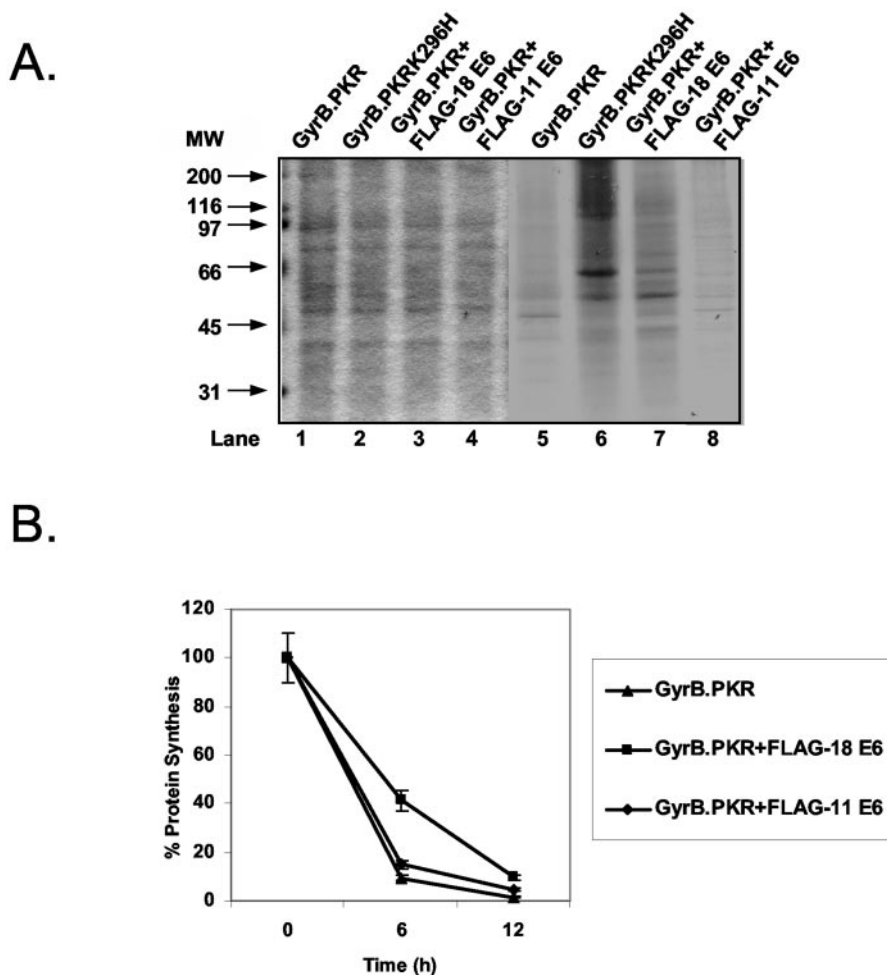 A.
GyrB.PKR
GyrB.PKRK296H
GyrB.PKR+
FLAG-18 E6
GyrB.PKR+
FLAG-11 E6
GyrB.PKR
GyrB.PKRK296H
GyrB.PKR+
FLAG-18 E6
GyrB.PKR+
FLAG-11 E6
MW
200
116
97
66
45
31
Lane 1 2 3 4 5 6 7 8
B.
% Protein Synthesis
120
100
80
60
40
20
0
0 6 12
Time (h)
GyrB.PKR
GyrB.PKR+FLAG-18 E6
GyrB.PKR+FLAG-11 E6